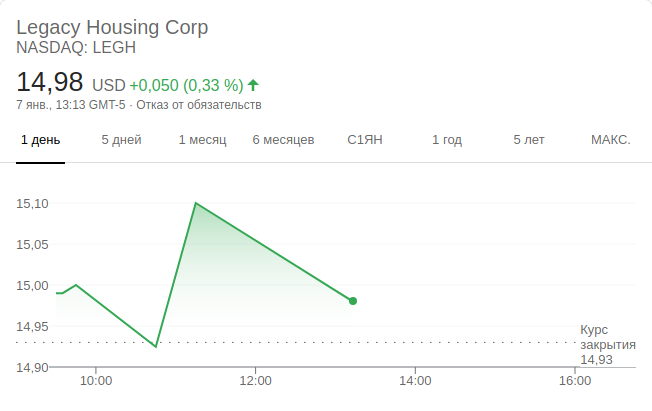 Legacy Housing Corp
NASDAQ: LEGH
14,98 USD +0,050 (0,33 %)
7 янв., 13:13 GMT-5 · Отказ от обязательств
1 день 5 дней 1 месяц 6 месяцев С1ЯН 1 год 5 лет МАКС.
15,10
15,05
15,00
14,95
Курс
закрытия
14,93
14,90
10:00 12:00 14:00 16:00